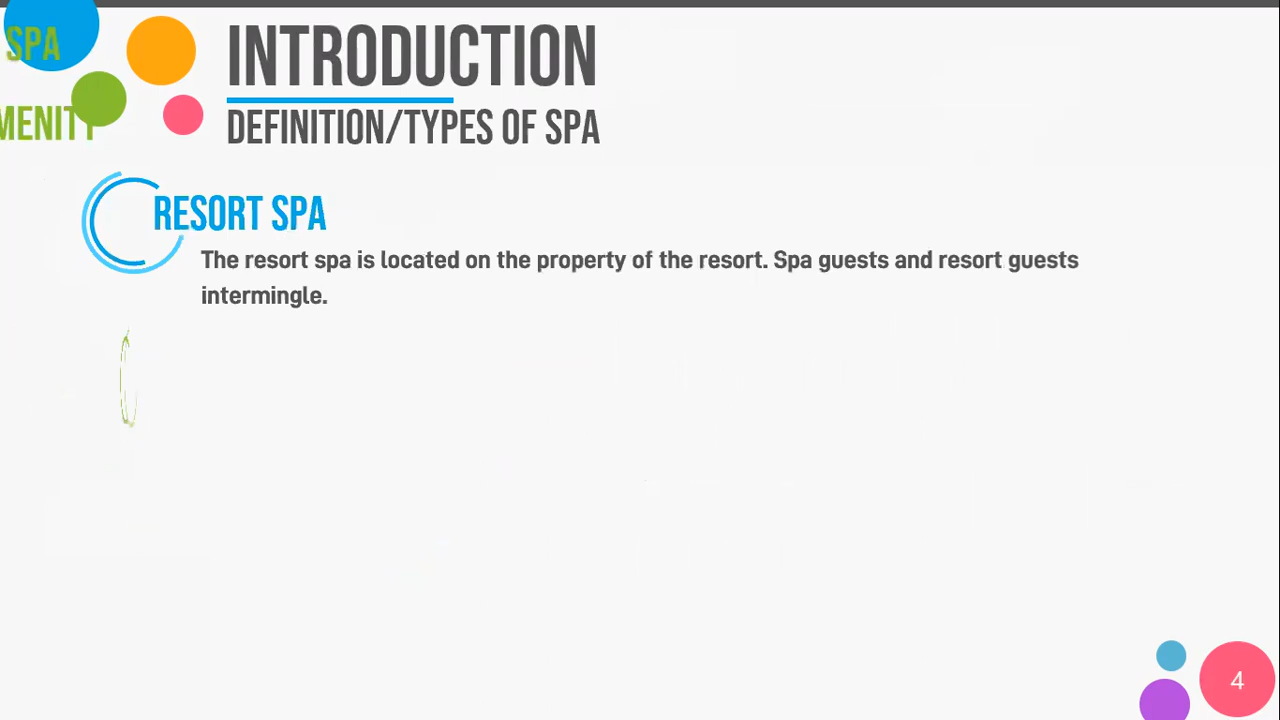 SPA
INTRODUCTION
DEFINITION/TYPES OF SPA
RESORT SPA
The resort spa is located on the property of the resort. Spa guests and resort guests
intermingle.
4